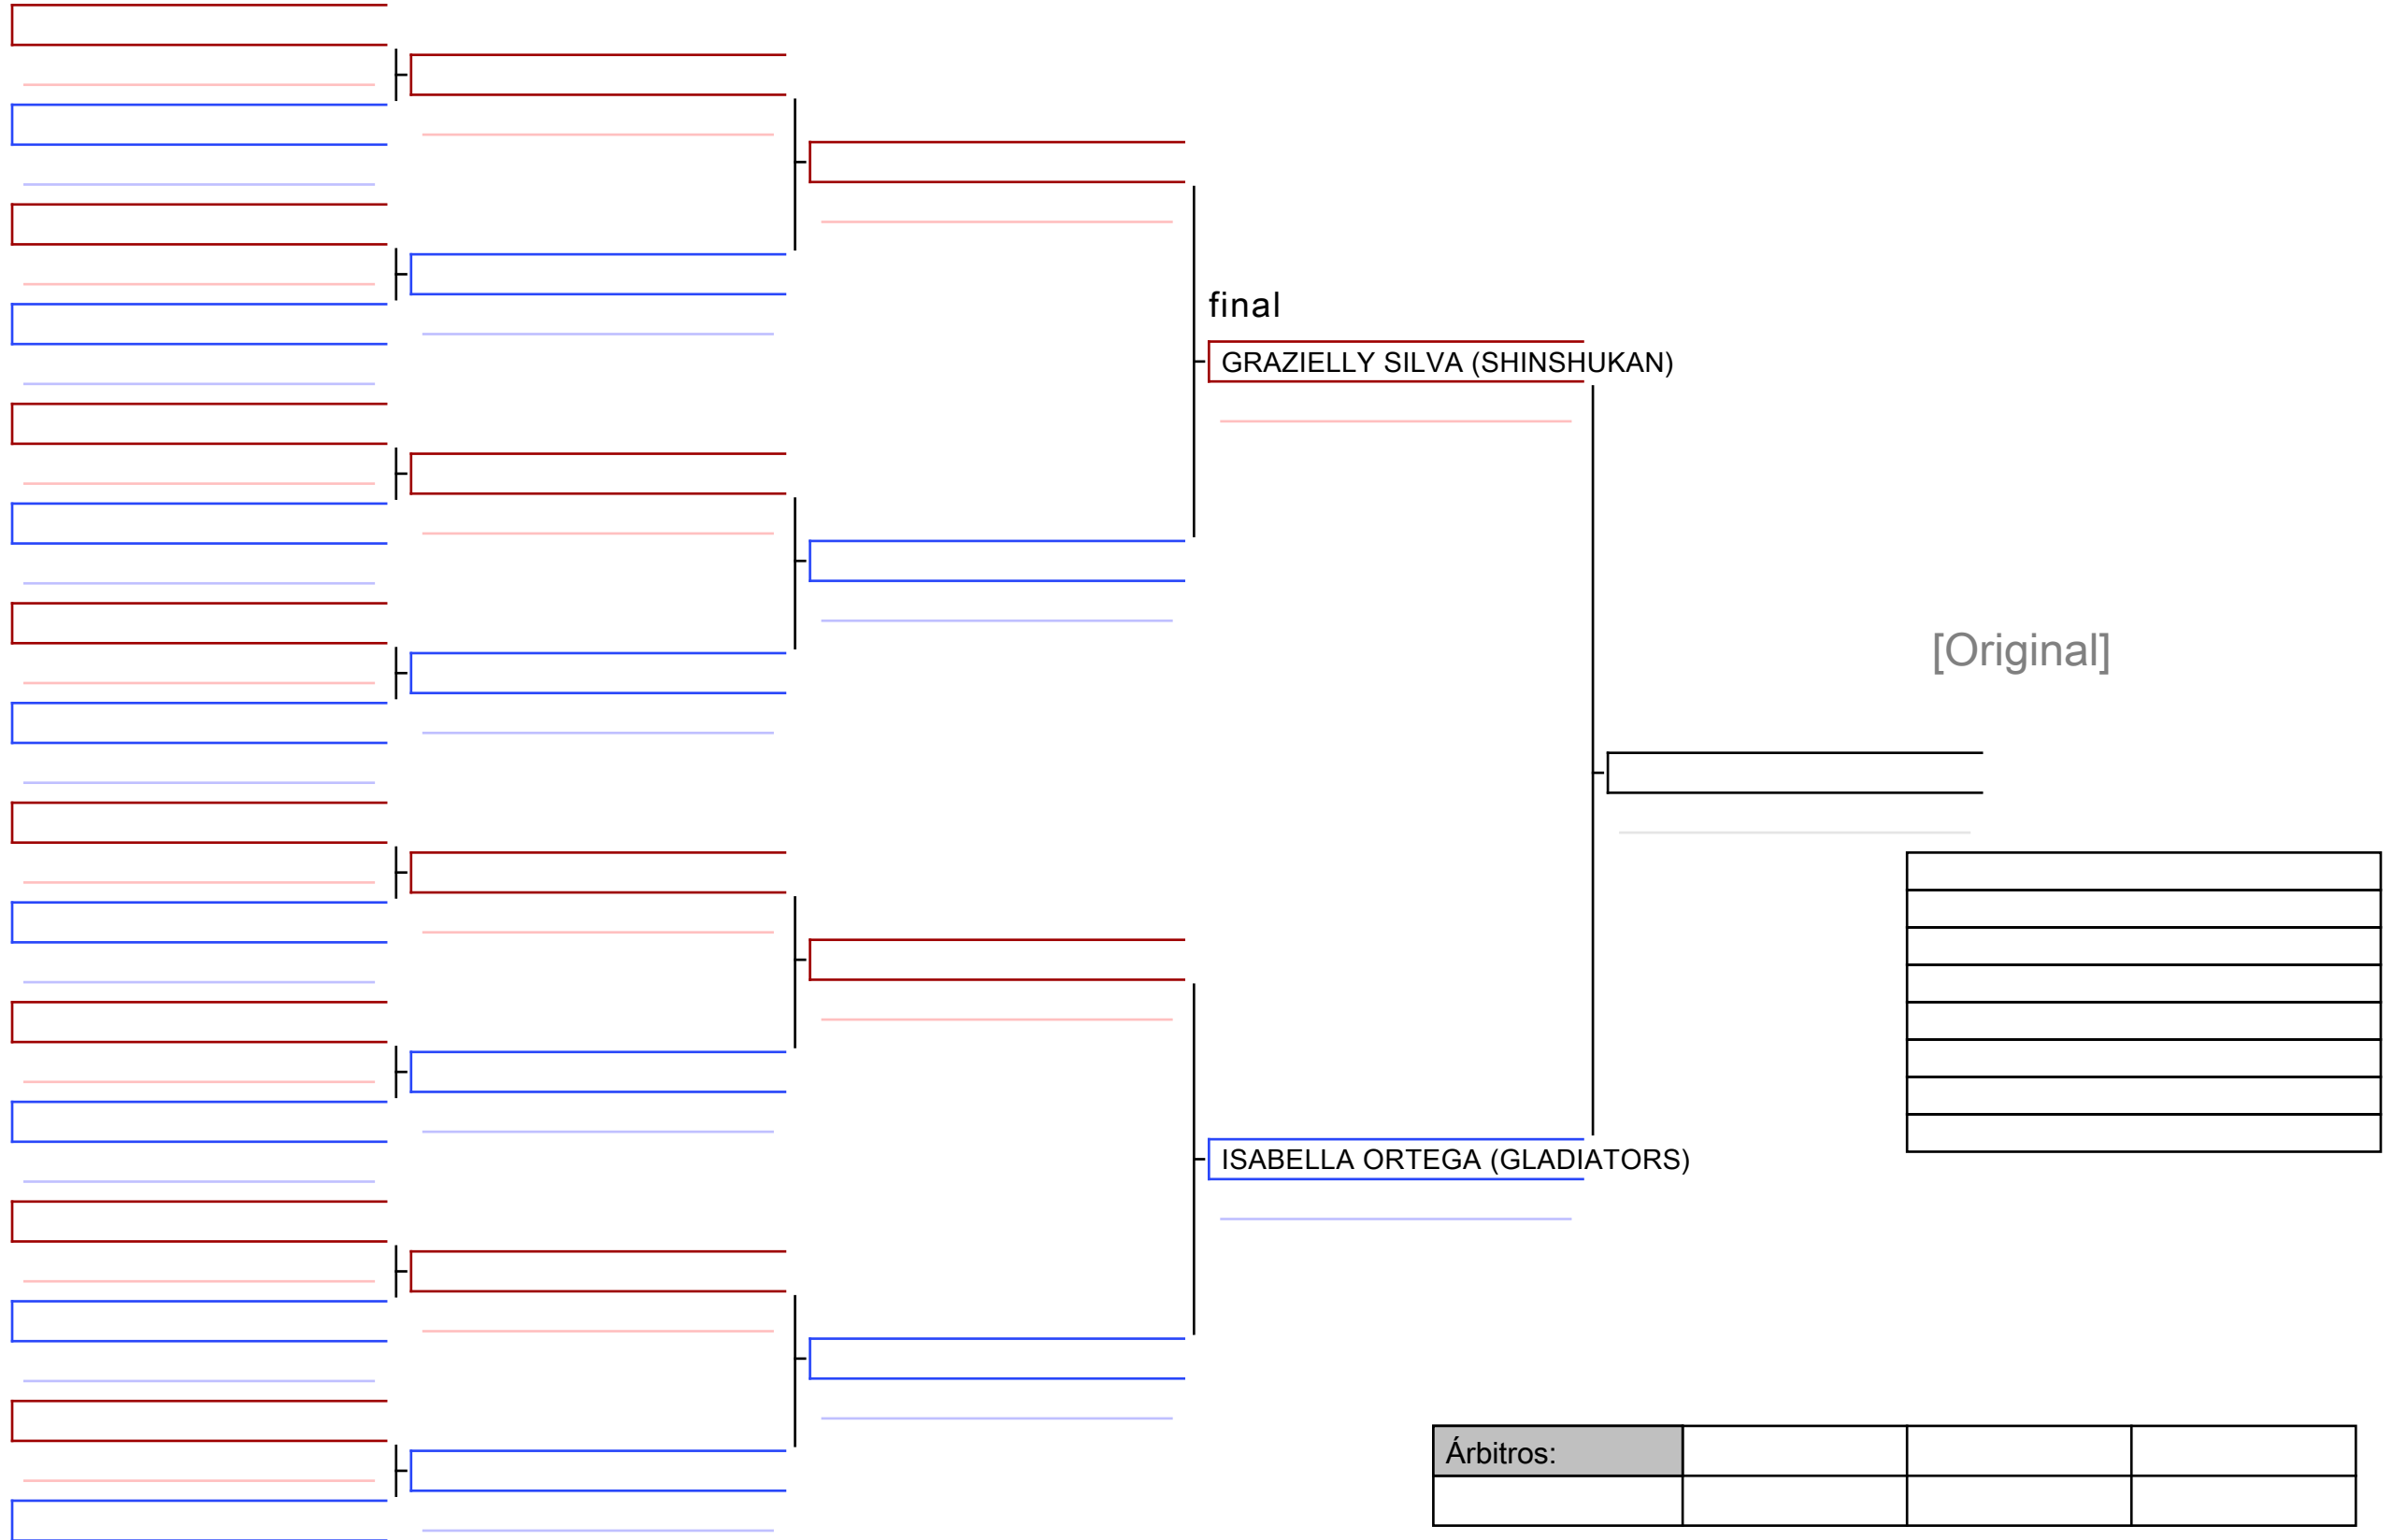 final
GRAZIELLY SILVA (SHINSHUKAN)
[Original]
ISABELLA ORTEGA (GLADIATORS)
Árbitros: